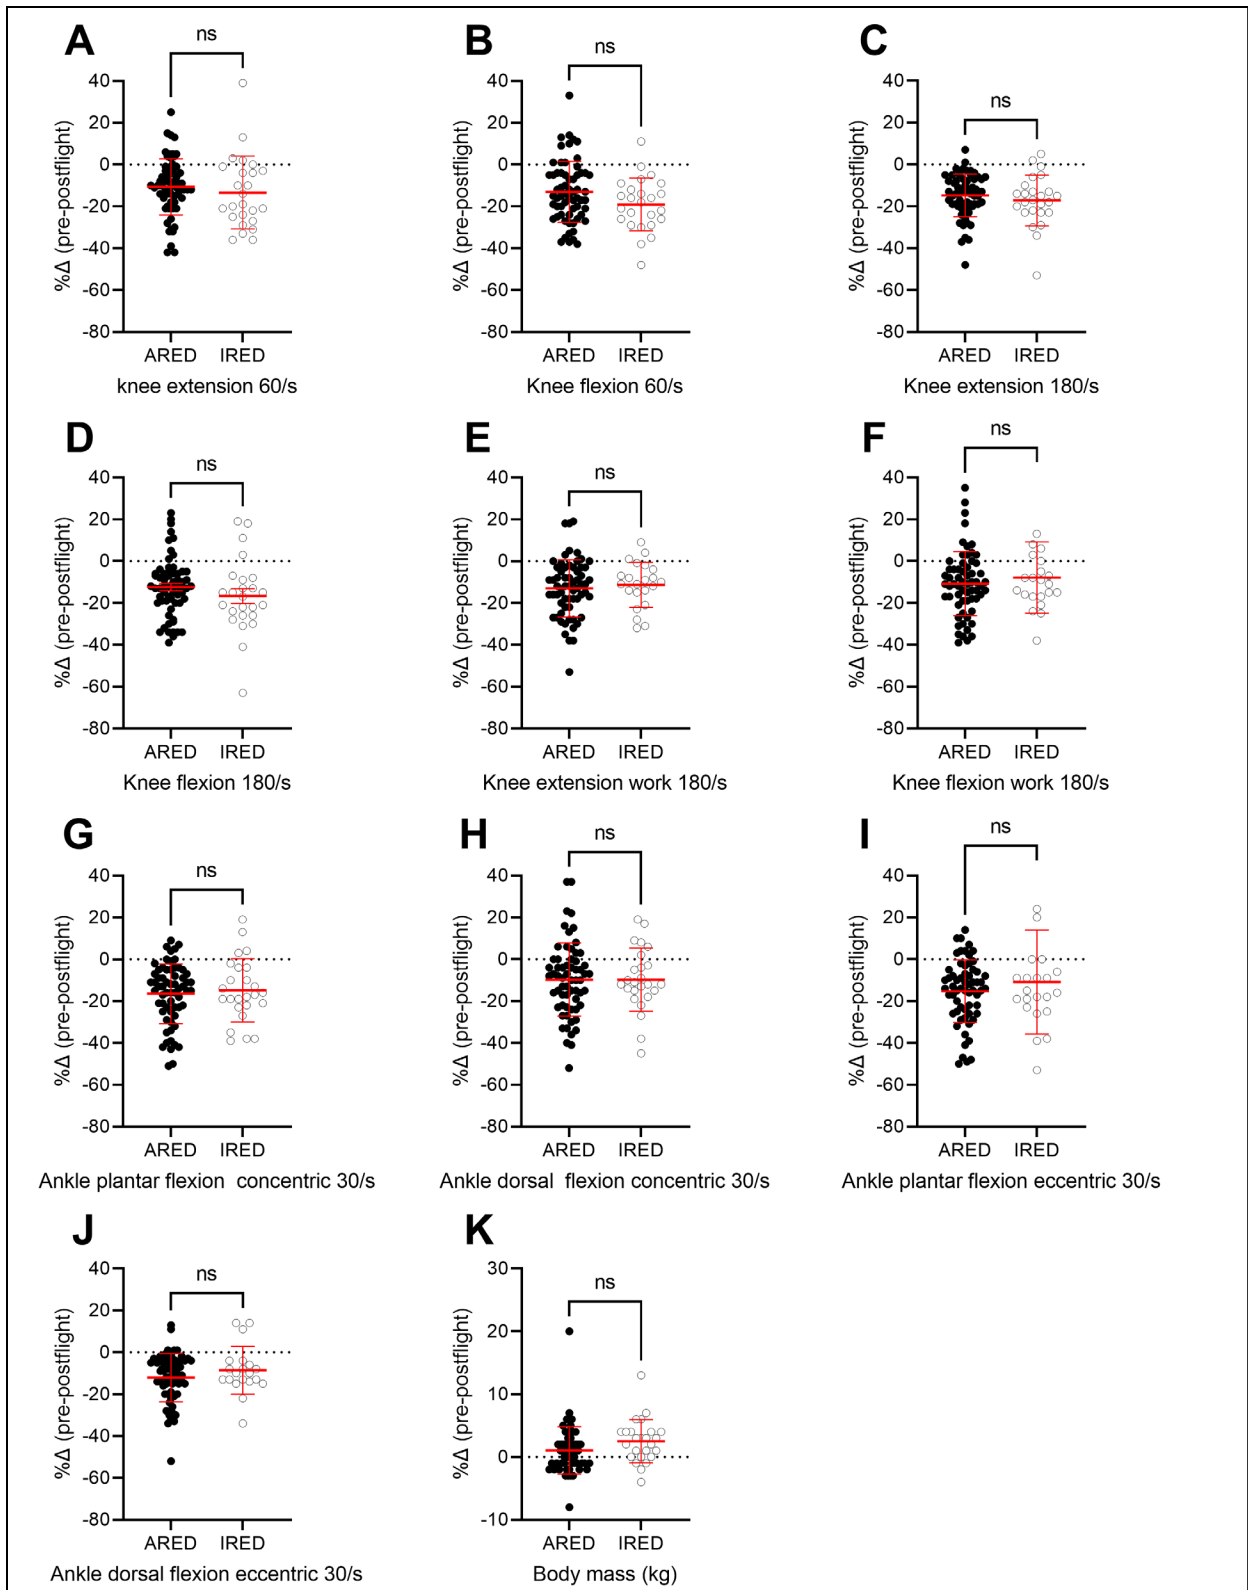 A
ns
40
20
0
-20
-40
-60
-80
%Δ (pre-postflight)
ARED IRED
knee extension 60/s
B
ns
40
20
0
-20
-40
-60
-80
%Δ (pre-postflight)
ARED IRED
Knee flexion 60/s
C
ns
40
20
0
-20
-40
-60
-80
%Δ (pre-postflight)
ARED IRED
Knee extension 180/s
D
ns
40
20
0
-20
-40
-60
-80
%Δ (pre-postflight)
ARED IRED
Knee flexion 180/s
E
ns
40
20
0
-20
-40
-60
-80
%Δ (pre-postflight)
ARED IRED
Knee extension work 180/s
F
ns
40
20
0
-20
-40
-60
-80
%Δ (pre-postflight)
ARED IRED
Knee flexion work 180/s
G
ns
40
20
0
-20
-40
-60
-80
%Δ (pre-postflight)
ARED IRED
Ankle plantar flexion concentric 30/s
H
ns
40
20
0
-20
-40
-60
-80
%Δ (pre-postflight)
ARED IRED
Ankle dorsal flexion concentric 30/s
I
ns
40
20
0
-20
-40
-60
-80
%Δ (pre-postflight)
ARED IRED
Ankle plantar flexion eccentric 30/s
J
ns
40
20
0
-20
-40
-60
-80
%Δ (pre-postflight)
ARED IRED
Ankle dorsal flexion eccentric 30/s
K
ns
30
20
10
0
-10
%Δ (pre-postflight)
ARED IRED
Body mass (kg)